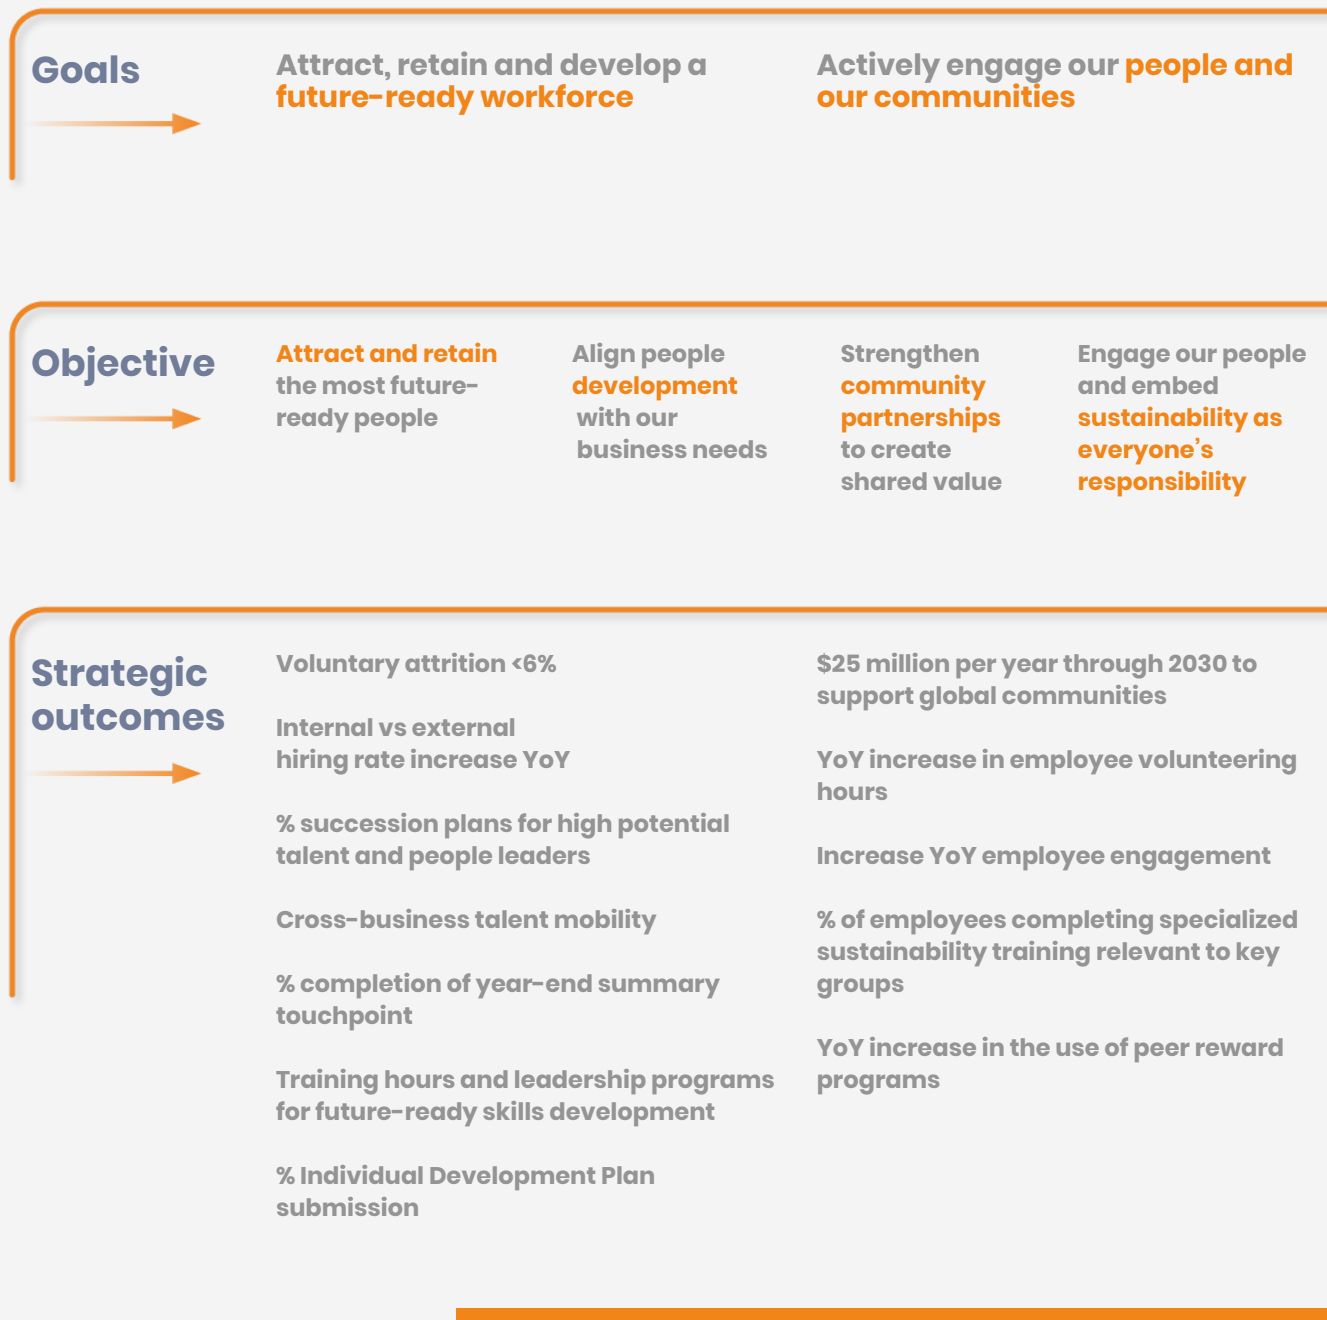 Goals
Attract, retain and develop a
future-ready workforce
Actively engage our people and
our communities
Objective
Attract and retain
the most future-
ready people
Align people
development
with our
business needs
Strengthen
community
partnerships
to create
shared value
Engage our people
and embed
sustainability as
everyone’s
responsibility
Strategic
outcomes
Voluntary attrition <6%
Internal vs external
hiring rate increase YoY
% succession plans for high potential
talent and people leaders
Cross-business talent mobility
% completion of year-end summary
touchpoint
Training hours and leadership programs
for future-ready skills development
% Individual Development Plan
submission
$25 million per year through 2030 to
support global communities
YoY increase in employee volunteering
hours
Increase YoY employee engagement
% of employees completing specialized
sustainability training relevant to key
groups
YoY increase in the use of peer reward
programs